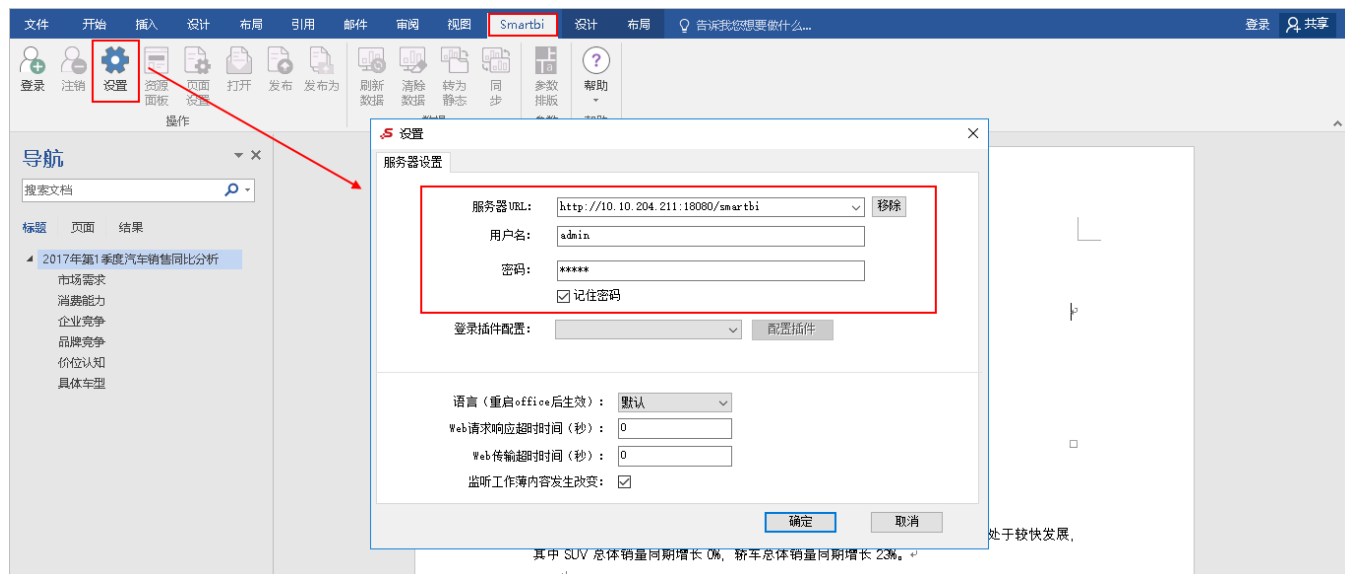 文件 开始 插入 设计 布局 引用 邮件 审阅 视图 Smartbi 设计 布局 告诉我您想要做什么... 登录 共享
登录 注销 设置 资源面板 页面设置 打开 发布 发布为 刷新数据 清除数据 转为静态 同步 参数排版 帮助
操作
设置
服务器设置
导航
搜索文档
标题 页面 结果
2017年第1季度汽车销售同比分析
市场需求
消费能力
企业竞争
品牌竞争
价位认知
具体车型
服务器URL: http://10.10.204.211:18080/smartbi 移除
用户名: admin
密码: *****
记住密码
登录插件配置: 配置插件
语言(重启office后生效): 默认
Web请求响应超时时间(秒): 0
Web传输超时时间(秒): 0
监听工作薄内容发生改变:
确定 取消
处于较快发展,
其中 SUV 总体销量同期增长 0%, 轿车总体销量同期增长 23%。